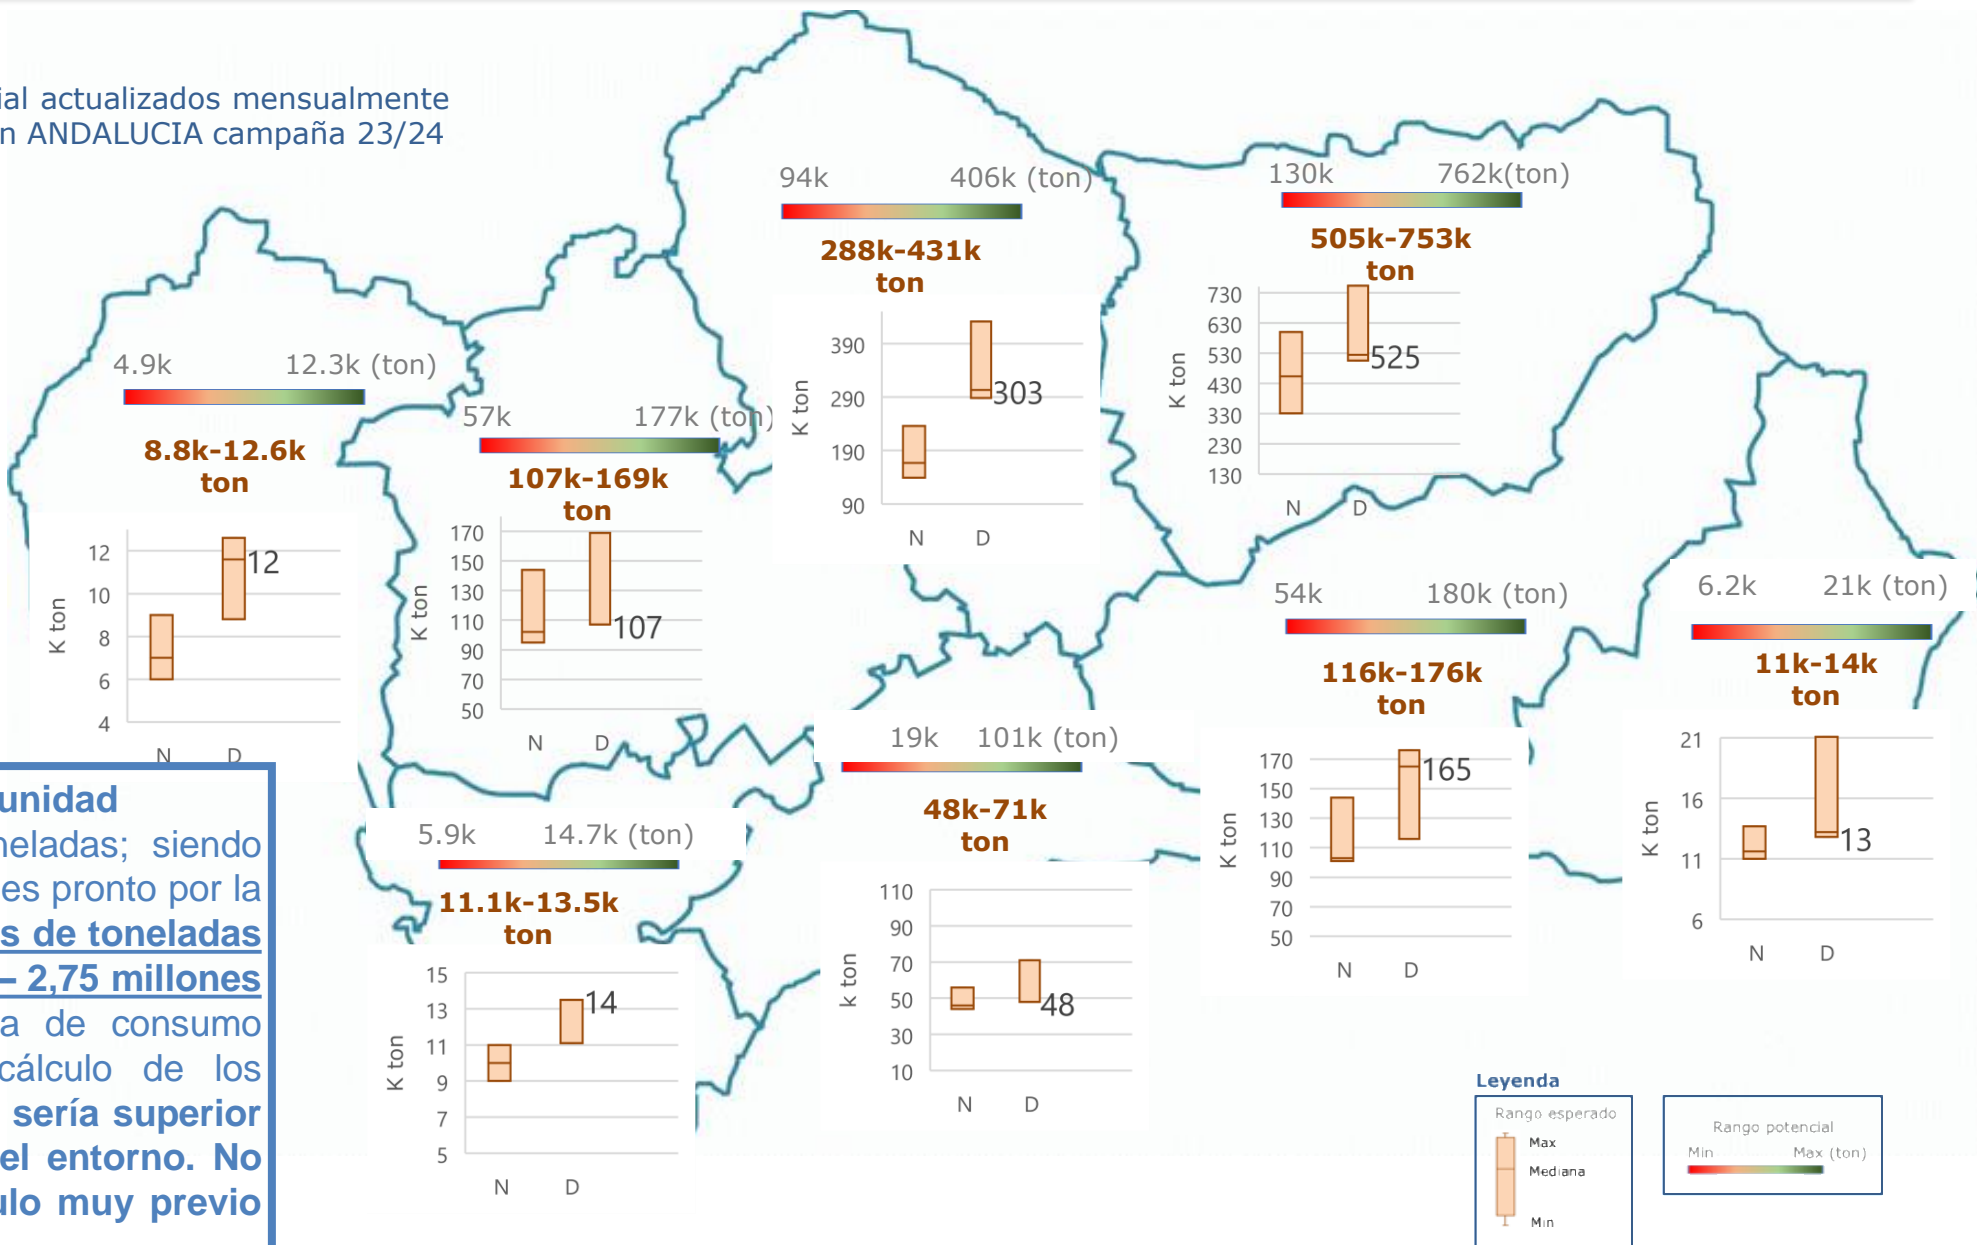 ial actualizados mensualmente
n ANDALUCIA campaña 23/24
94k 406k (ton)
288k-431k
ton
K ton
390
290
190
90
303
N D
130k 762k(ton)
505k-753k
ton
K ton
730
630
530
430
330
230
130
525
N D
4.9k 12.3k (ton)
8.8k-12.6k
ton
K ton
12
10
8
6
4
12
N D
57k 177k (ton)
107k-169k
ton
K ton
170
150
130
110
90
70
50
107
N D
54k 180k (ton)
116k-176k
ton
K ton
170
150
130
110
90
70
50
165
N D
6.2k 21k (ton)
11k-14k
ton
K ton
21
16
11
6
13
N D
19k 101k (ton)
48k-71k
ton
k ton
110
90
70
50
30
10
48
N D
5.9k 14.7k (ton)
11.1k-13.5k
ton
K ton
15
13
11
9
7
5
14
N D
unidad
neladas; siendo
es pronto por la
s de toneladas
– 2,75 millones
a de consumo
cálculo de los
sería superior
el entorno. No
ulo muy previo
Leyenda
Rango esperado
Max
Mediana
Min
Rango potencial
Min Max (ton)